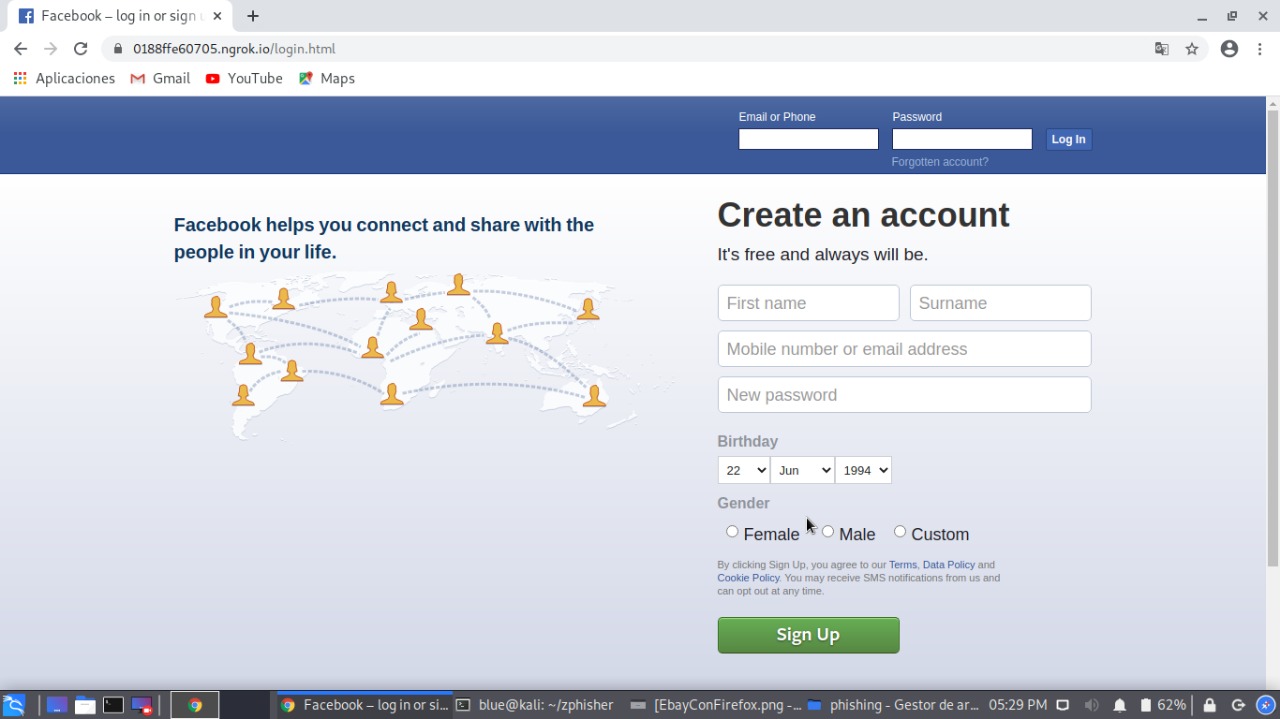 Facebook – log in or sign u
0188ffe60705.ngrok.io/login.html
Aplicaciones Gmail YouTube Maps
Email or Phone Password
Log In
Forgotten account?
Facebook helps you connect and share with the
people in your life.
Create an account
It's free and always will be.
First name Surname
Mobile number or email address
New password
Birthday
22 Jun 1994
Gender
Female Male Custom
By clicking Sign Up, you agree to our Terms, Data Policy and
Cookie Policy. You may receive SMS notifications from us and
can opt out at any time.
Sign Up
Facebook – log in or si... blue@kali: ~/zphisher [EbayConFirefox.png -... phishing - Gestor de ar... 05:29 PM 62%